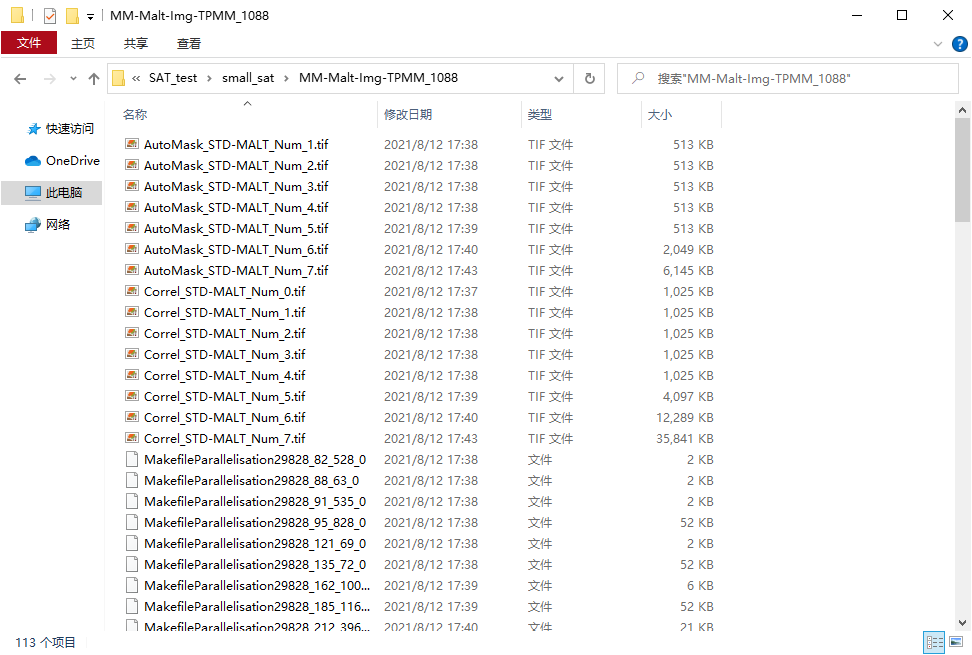 MM-Malt-Img-TPMM_1088
文件 主页 共享 查看
« SAT_test › small_sat › MM-Malt-Img-TPMM_1088 搜索"MM-Malt-Img-TPMM_1088"
快速访问
OneDrive
此电脑
网络
名称 修改日期 类型 大小
AutoMask_STD-MALT_Num_1.tif 2021/8/12 17:38 TIF 文件 513 KB
AutoMask_STD-MALT_Num_2.tif 2021/8/12 17:38 TIF 文件 513 KB
AutoMask_STD-MALT_Num_3.tif 2021/8/12 17:38 TIF 文件 513 KB
AutoMask_STD-MALT_Num_4.tif 2021/8/12 17:38 TIF 文件 513 KB
AutoMask_STD-MALT_Num_5.tif 2021/8/12 17:39 TIF 文件 513 KB
AutoMask_STD-MALT_Num_6.tif 2021/8/12 17:40 TIF 文件 2,049 KB
AutoMask_STD-MALT_Num_7.tif 2021/8/12 17:43 TIF 文件 6,145 KB
Correl_STD-MALT_Num_0.tif 2021/8/12 17:37 TIF 文件 1,025 KB
Correl_STD-MALT_Num_1.tif 2021/8/12 17:38 TIF 文件 1,025 KB
Correl_STD-MALT_Num_2.tif 2021/8/12 17:38 TIF 文件 1,025 KB
Correl_STD-MALT_Num_3.tif 2021/8/12 17:38 TIF 文件 1,025 KB
Correl_STD-MALT_Num_4.tif 2021/8/12 17:38 TIF 文件 1,025 KB
Correl_STD-MALT_Num_5.tif 2021/8/12 17:39 TIF 文件 4,097 KB
Correl_STD-MALT_Num_6.tif 2021/8/12 17:40 TIF 文件 12,289 KB
Correl_STD-MALT_Num_7.tif 2021/8/12 17:43 TIF 文件 35,841 KB
MakefileParallelisation29828_82_528_0 2021/8/12 17:38 文件 2 KB
MakefileParallelisation29828_88_63_0 2021/8/12 17:38 文件 2 KB
MakefileParallelisation29828_91_535_0 2021/8/12 17:38 文件 2 KB
MakefileParallelisation29828_95_828_0 2021/8/12 17:38 文件 52 KB
MakefileParallelisation29828_121_69_0 2021/8/12 17:38 文件 2 KB
MakefileParallelisation29828_135_72_0 2021/8/12 17:38 文件 52 KB
MakefileParallelisation29828_162_100... 2021/8/12 17:39 文件 6 KB
MakefileParallelisation29828_185_116... 2021/8/12 17:39 文件 52 KB
MakefileParallelisation29828_212_396... 2021/8/12 17:40 文件 21 KB
113 个项目